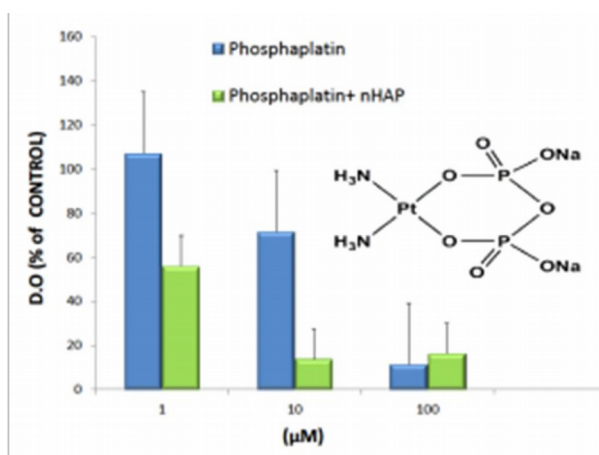 160
140
120
100
80
60
40
20
0
D.O (% of CONTROL)
Phosphaplatin
Phosphaplatin+ nHAP
O
ONa
H₃N
O
P
Pt
O
H₃N
O
P
O
ONa
1
10
100
(µM)